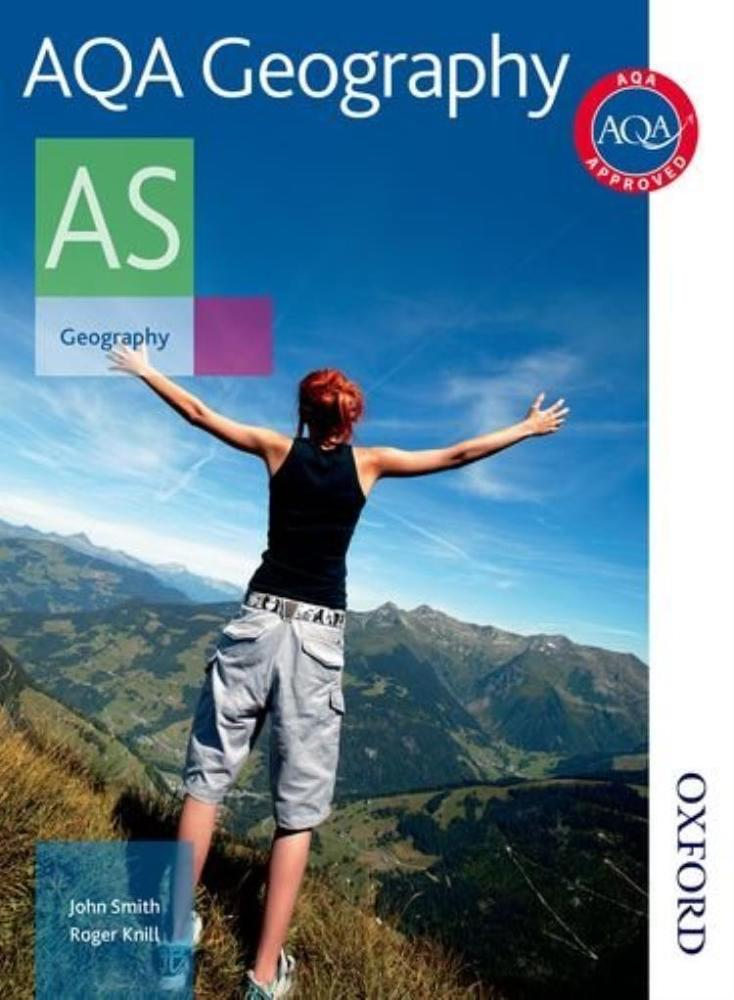 AQA Geography
AQA
AQA
APPROVED
AS
Geography
John Smith
Roger Knill
OXFORD